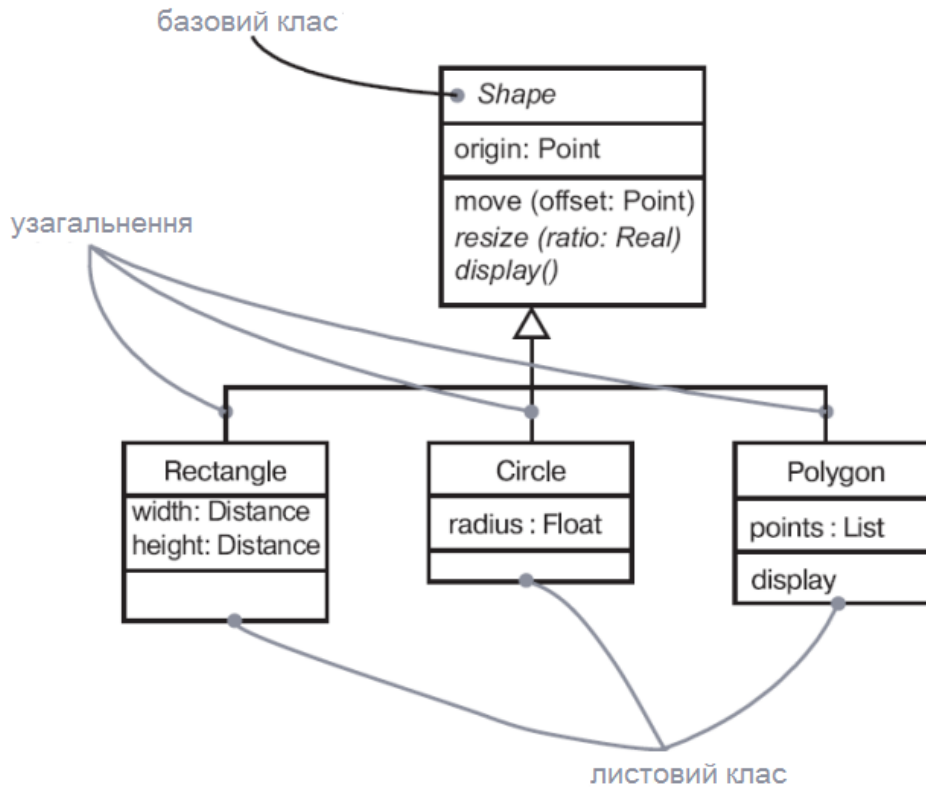 базовий клас
Shape
origin: Point
move (offset: Point)
resize (ratio: Real)
display()
узагальнення
Rectangle
width: Distance
height: Distance
Circle
radius : Float
Polygon
points : List
display
листовий клас